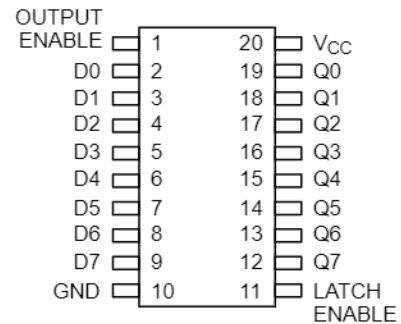 OUTPUT
ENABLE 1 20 VCC
D0 2 19 Q0
D1 3 18 Q1
D2 4 17 Q2
D3 5 16 Q3
D4 6 15 Q4
D5 7 14 Q5
D6 8 13 Q6
D7 9 12 Q7
GND 10 11 LATCH
ENABLE